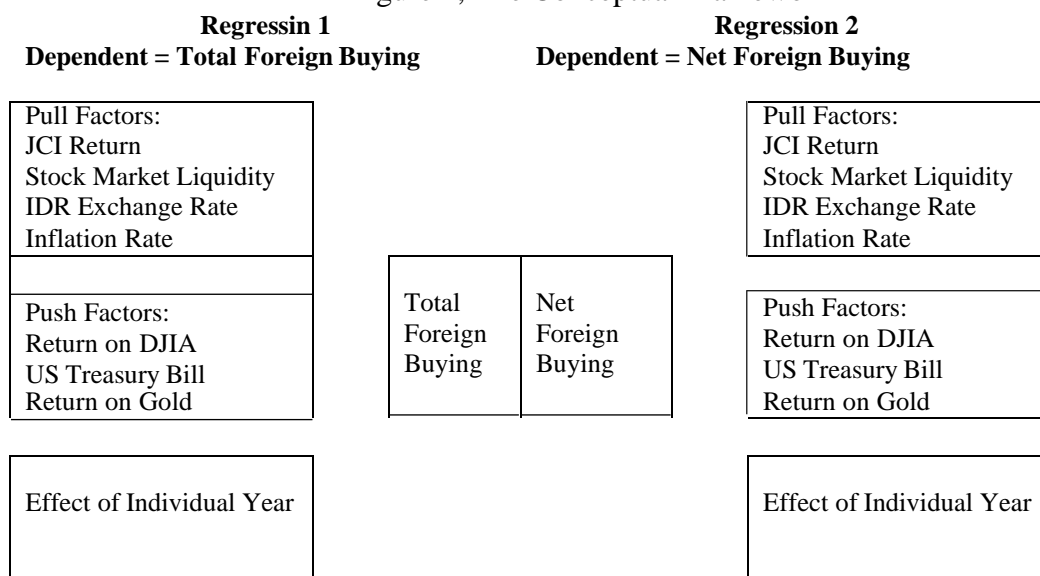 Regressin 1
Dependent = Total Foreign Buying
Regression 2
Dependent = Net Foreign Buying
Pull Factors:
JCI Return
Stock Market Liquidity
IDR Exchange Rate
Inflation Rate
Push Factors:
Return on DJIA
US Treasury Bill
Return on Gold
Effect of Individual Year
Total
Foreign
Buying
Net
Foreign
Buying
Pull Factors:
JCI Return
Stock Market Liquidity
IDR Exchange Rate
Inflation Rate
Push Factors:
Return on DJIA
US Treasury Bill
Return on Gold
Effect of Individual Year